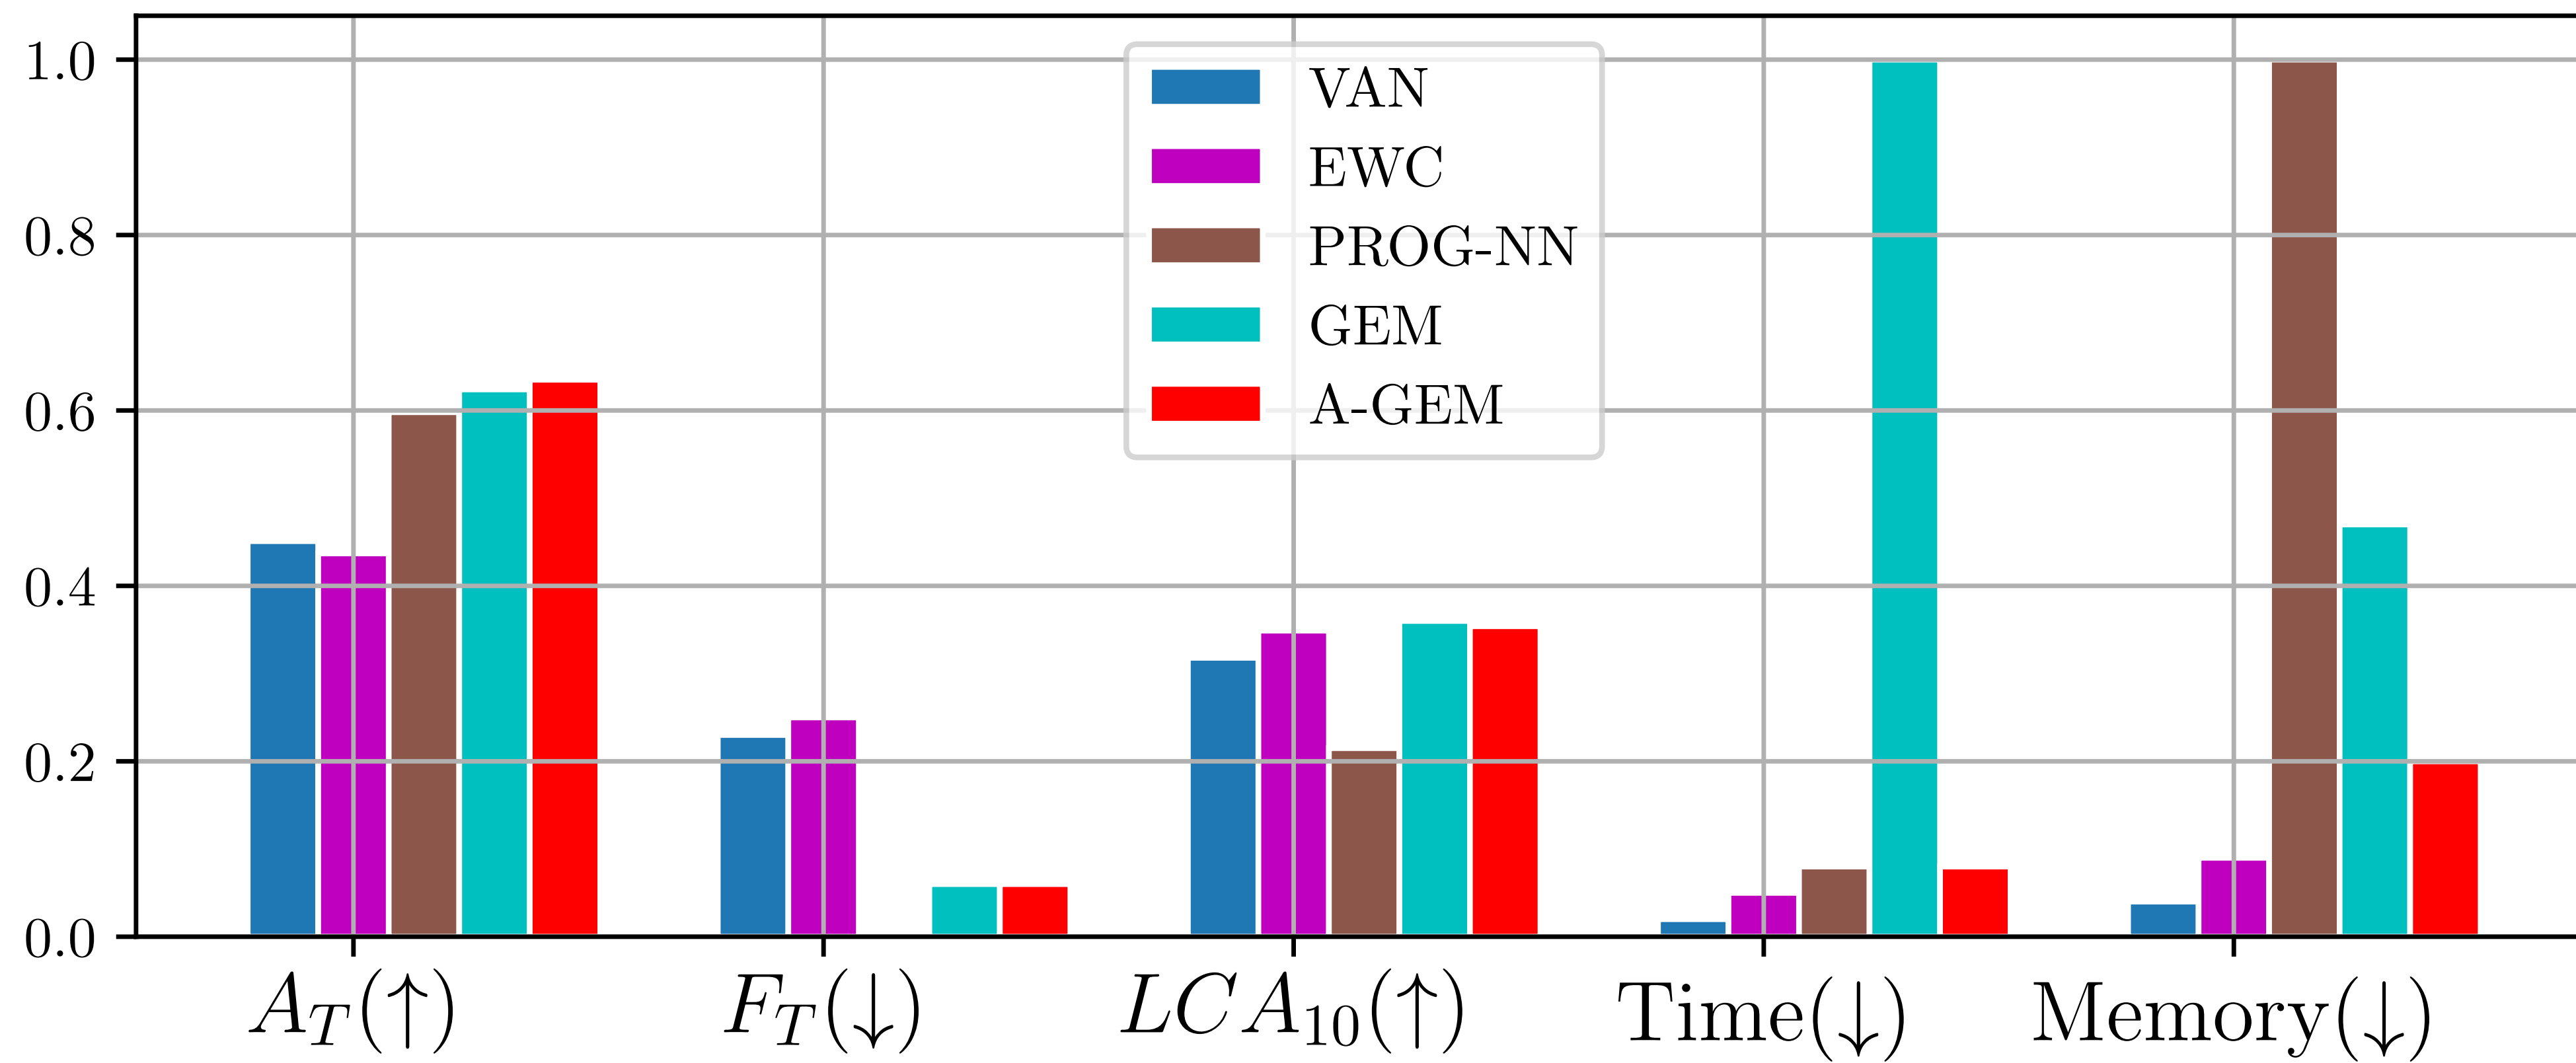 1.0
0.8
0.6
0.4
0.2
0.0
VAN
EWC
PROG-NN
GEM
A-GEM
A_T(↑) F_T(↓) LCA_10(↑) Time(↓) Memory(↓)